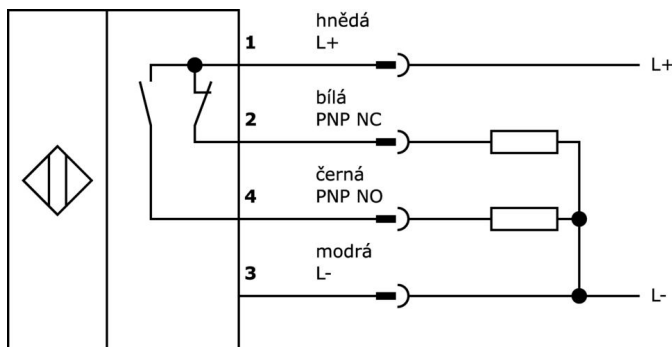 hnědá
1 L+
L+
bílá
2 PNP NC
černá
4 PNP NO
modrá
3 L-
L-